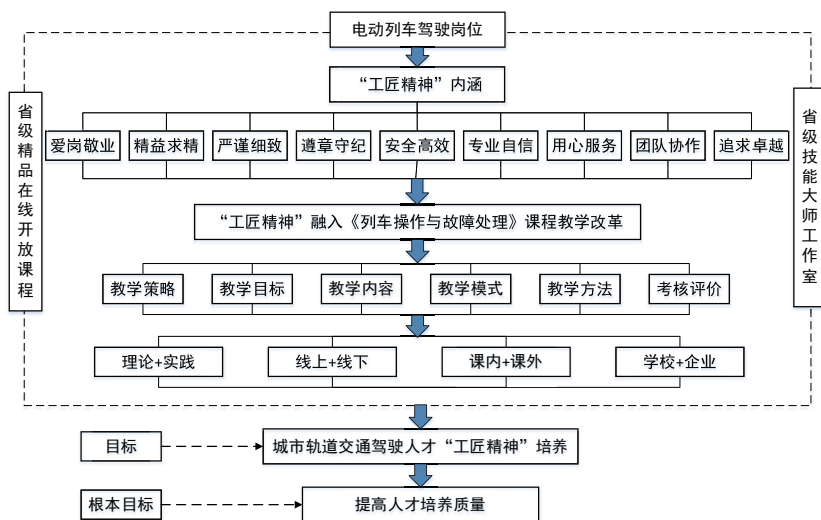 电动列车驾驶岗位
“工匠精神”内涵
爱岗敬业
精益求精
严谨细致
遵章守纪
安全高效
专业自信
用心服务
团队协作
追求卓越
省级精品在线开放课程
省级技能大师工作室
“工匠精神”融入《列车操作与故障处理》课程教学改革
教学策略
教学目标
教学内容
教学模式
教学方法
考核评价
理论+实践
线上+线下
课内+课外
学校+企业
目标
城市轨道交通驾驶人才“工匠精神”培养
根本目标
提高人才培养质量